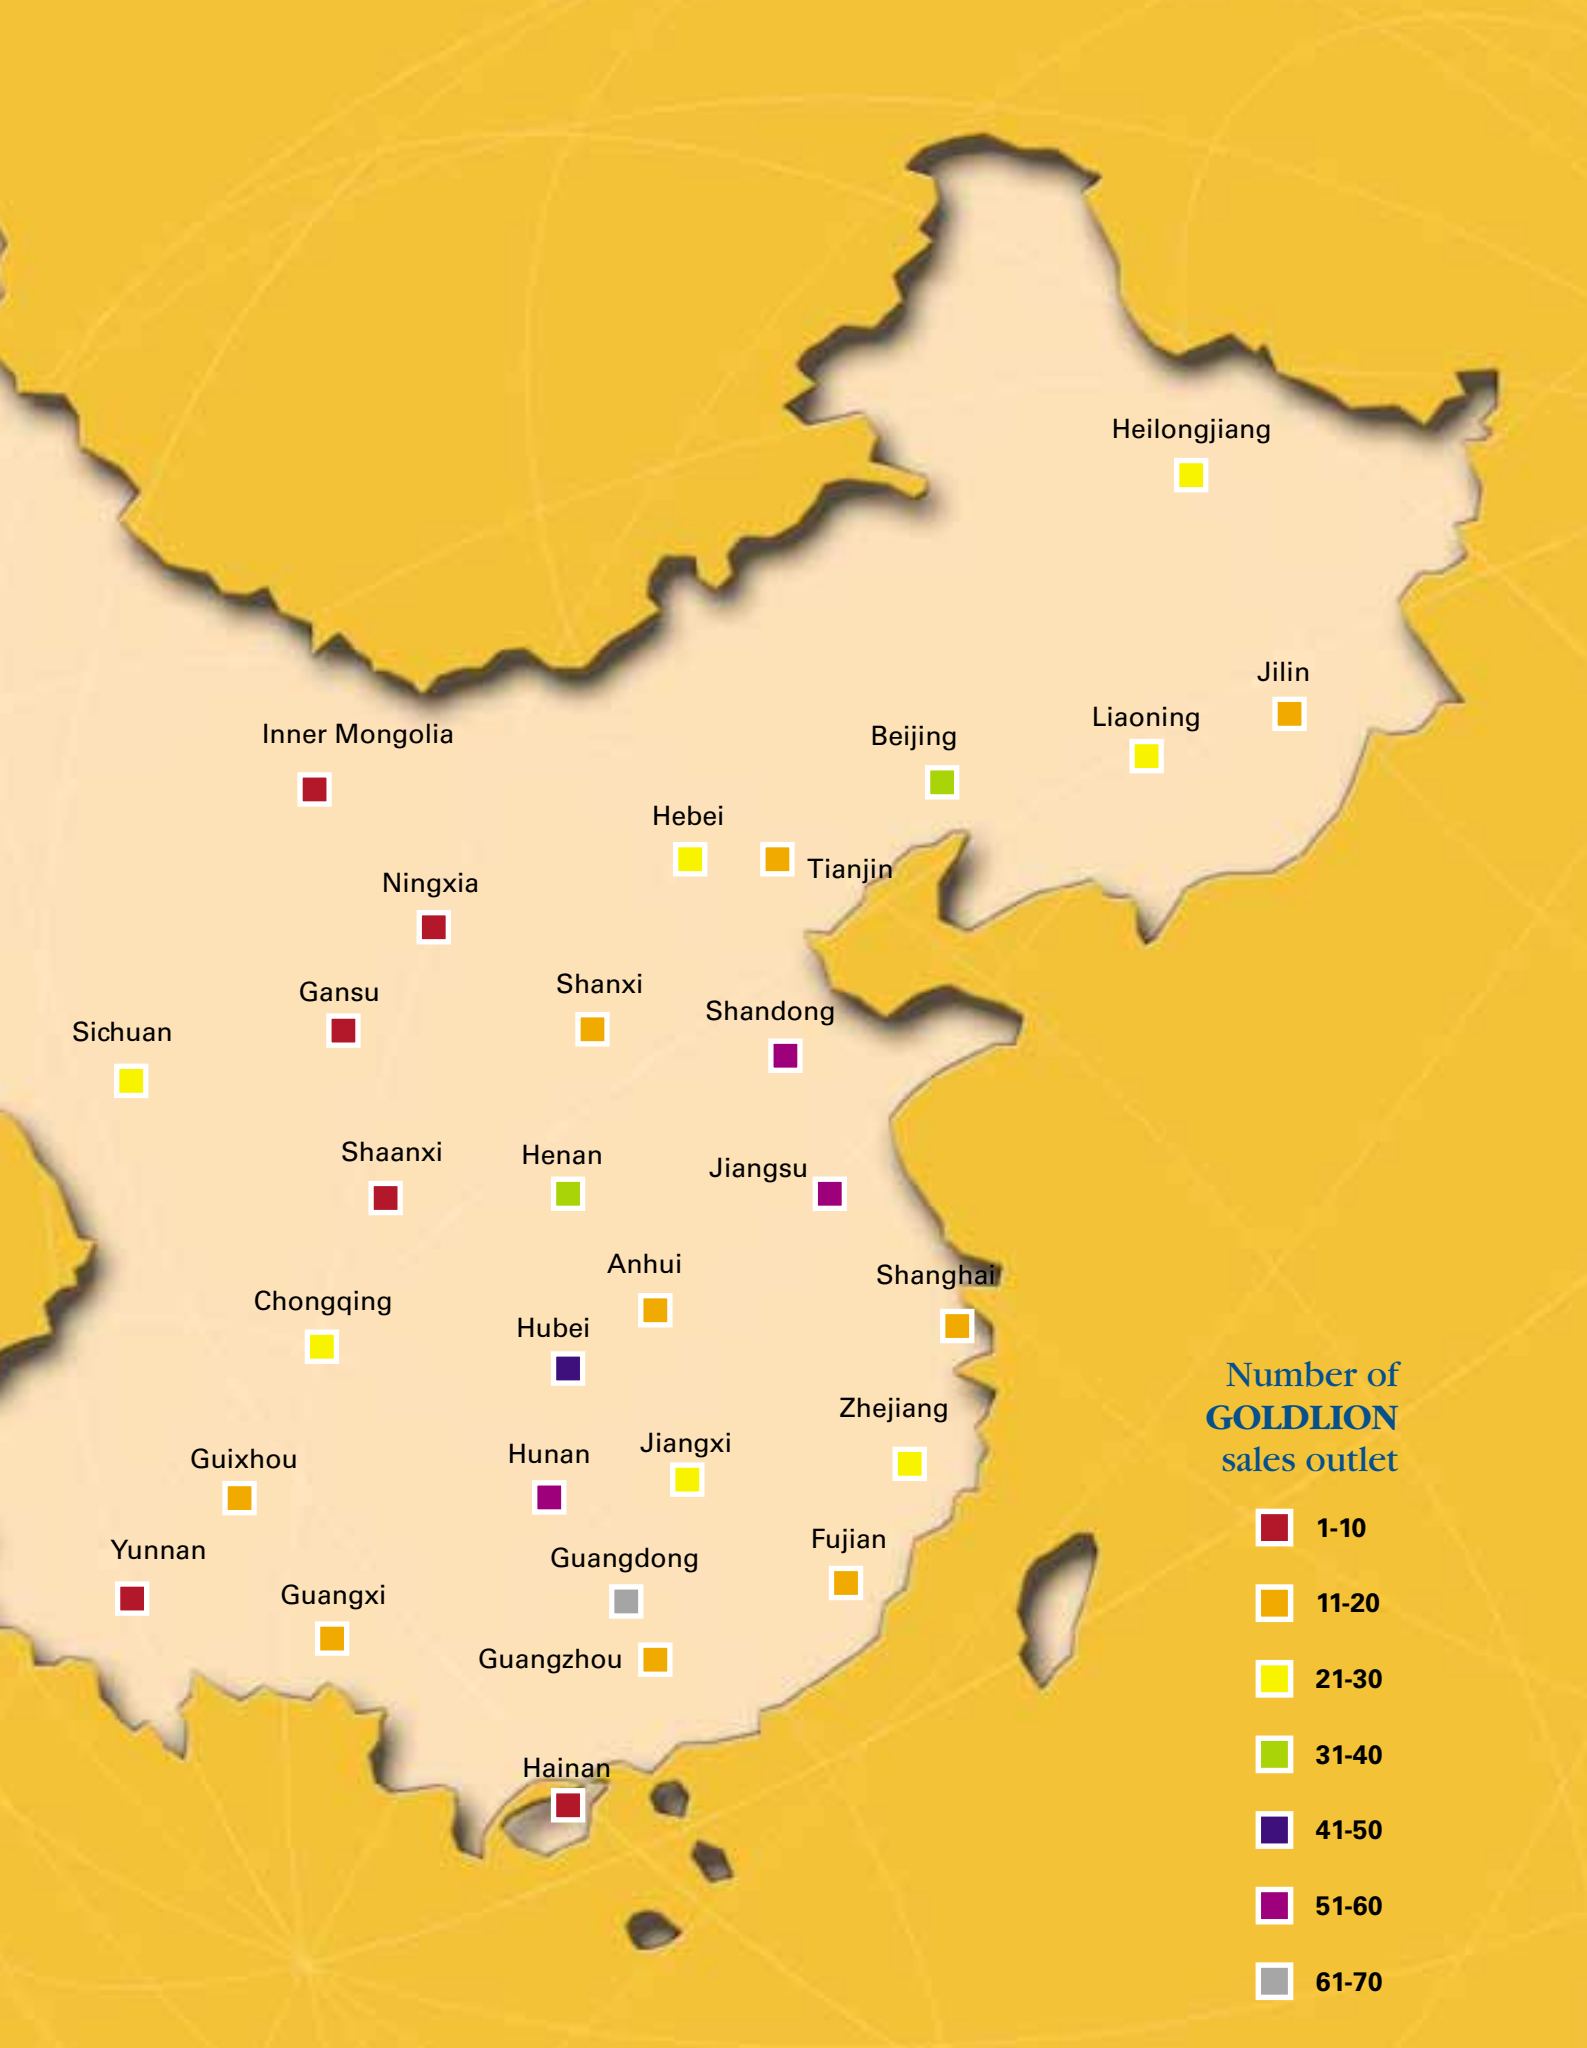 Heilongjiang
Jilin
Liaoning
Inner Mongolia
Beijing
Hebei
Tianjin
Ningxia
Shanxi
Gansu
Shandong
Sichuan
Shaanxi
Henan
Jiangsu
Anhui
Shanghai
Chongqing
Hubei
Zhejiang
Jiangxi
Hunan
Guixhou
Fujian
Yunnan
Guangdong
Guangxi
Guangzhou
Hainan
Number of
GOLDLION
sales outlet
1-10
11-20
21-30
31-40
41-50
51-60
61-70